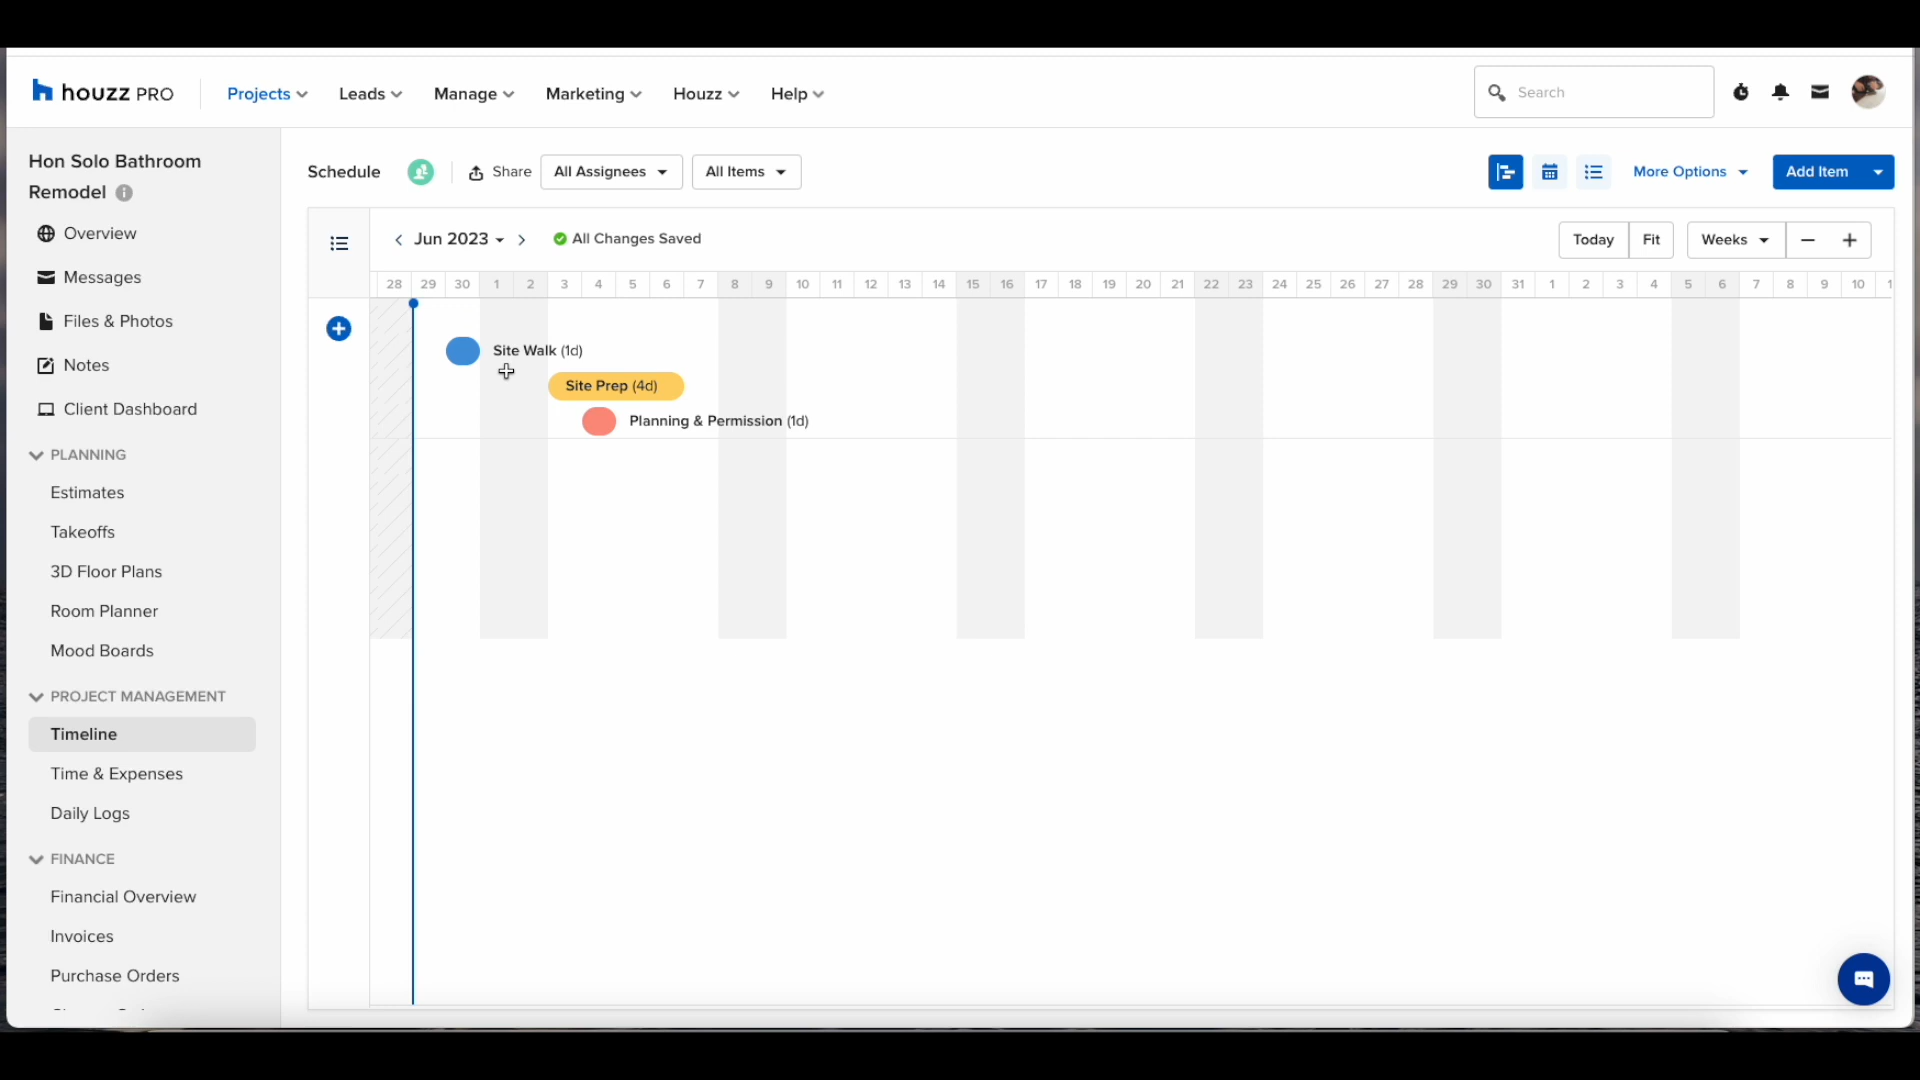 houzz PRO
Projects
Leads
Manage
Marketing
Houzz
Help
Search
Hon Solo Bathroom
Remodel
Overview
Messages
Files & Photos
Notes
Client Dashboard
PLANNING
Estimates
Takeoffs
3D Floor Plans
Room Planner
Mood Boards
PROJECT MANAGEMENT
Timeline
Time & Expenses
Daily Logs
FINANCE
Financial Overview
Invoices
Purchase Orders
Schedule
Share
All Assignees
All Items
More Options
Add Item
Jun 2023
All Changes Saved
Today
Fit
Weeks
28 29 30 1 2 3 4 5 6 7 8 9 10 11 12 13 14 15 16 17 18 19 20 21 22 23 24 25 26 27 28 29 30 31 1 2 3 4 5 6 7 8 9 10 1
Site Walk (1d)
Site Prep (4d)
Planning & Permission (1d)